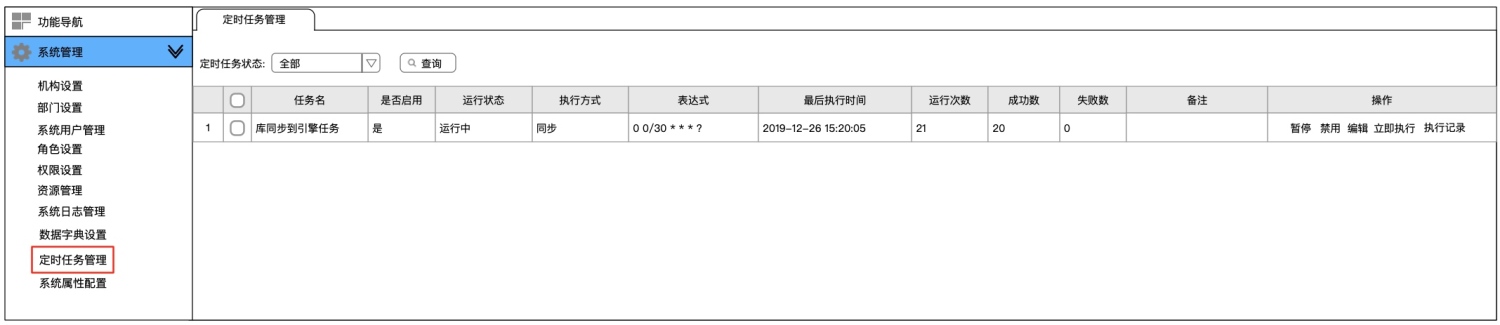 功能导航
系统管理
机构设置
部门设置
系统用户管理
角色设置
权限设置
资源管理
系统日志管理
数据字典设置
定时任务管理
系统属性配置
定时任务管理
定时任务状态: 全部 查询
任务名 是否启用 运行状态 执行方式 表达式 最后执行时间 运行次数 成功数 失败数 备注 操作
1 库同步到引擎任务 是 运行中 同步 0 0/30 * * * ? 2019-12-26 15:20:05 21 20 0 暂停 禁用 编辑 立即执行 执行记录